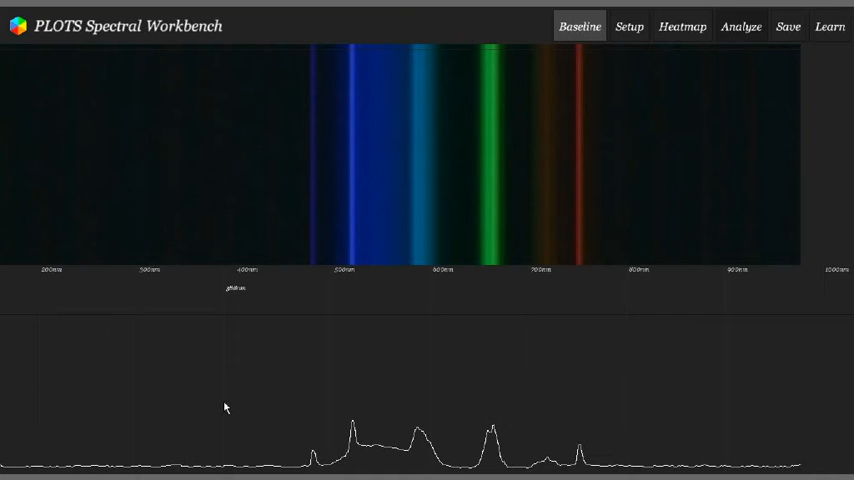 PLOTS Spectral Workbench
Baseline Setup Heatmap Analyze Save Learn
200nm 300nm 400nm 500nm 600nm 700nm 800nm 900nm 1000nm